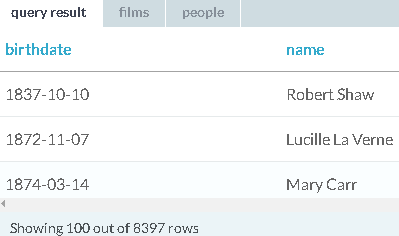 query result films people
birthdate name
1837-10-10 Robert Shaw
1872-11-07 Lucille La Verne
1874-03-14 Mary Carr
Showing 100 out of 8397 rows